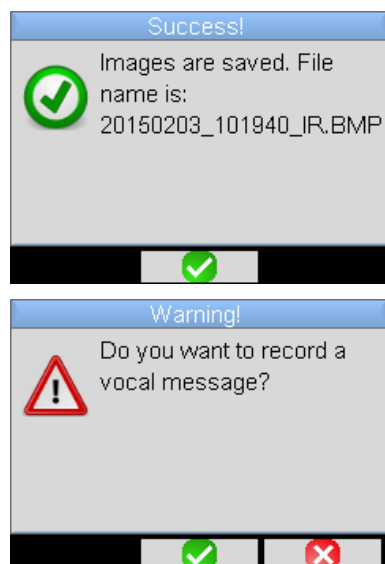 Success!
Images are saved. File
name is:
20150203_101940_IR.BMP
Warning!
Do you want to record a
vocal message?